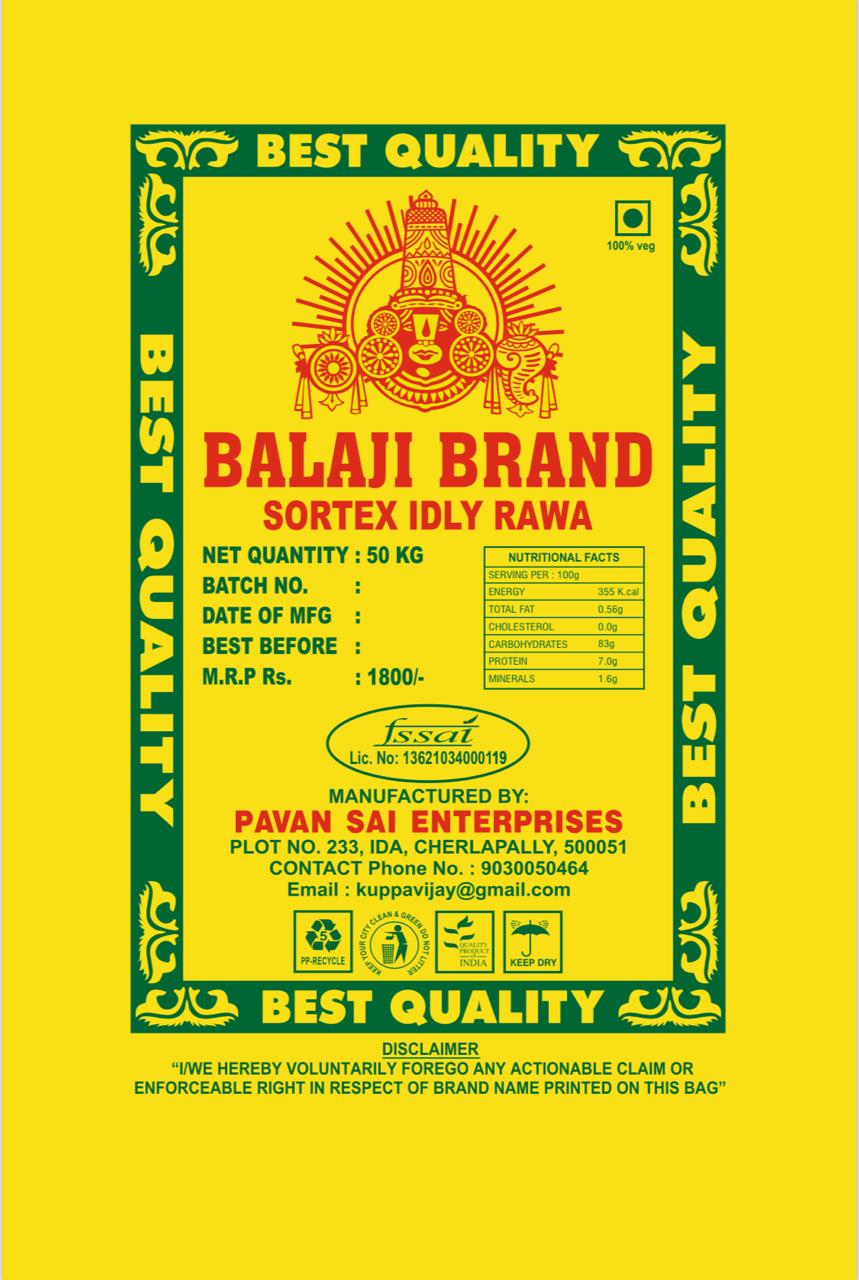 BEST QUALITY
100% veg
BEST QUALITY
BEST QUALITY
BALAJI BRAND
SORTEX IDLY RAWA
NET QUANTITY : 50 KG
BATCH NO. :
DATE OF MFG :
BEST BEFORE :
M.R.P Rs. : 1800/-
NUTRITIONAL FACTS
SERVING PER : 100g
ENERGY 355 K.cal
TOTAL FAT 0.56g
CHOLESTEROL 0.0g
CARBOHYDRATES 83g
PROTEIN 7.0g
MINERALS 1.6g
fssai
Lic. No: 13621034000119
MANUFACTURED BY:
PAVAN SAI ENTERPRISES
PLOT NO. 233, IDA, CHERLAPALLY, 500051
CONTACT Phone No. : 9030050464
Email : kuppavijay@gmail.com
5
PP-RECYCLE
KEEP YOUR CITY CLEAN & GREEN DO NOT LITTER
QUALITY
PRODUCT
of
INDIA
KEEP DRY
BEST QUALITY
DISCLAIMER
“I/WE HEREBY VOLUNTARILY FOREGO ANY ACTIONABLE CLAIM OR
ENFORCEABLE RIGHT IN RESPECT OF BRAND NAME PRINTED ON THIS BAG”